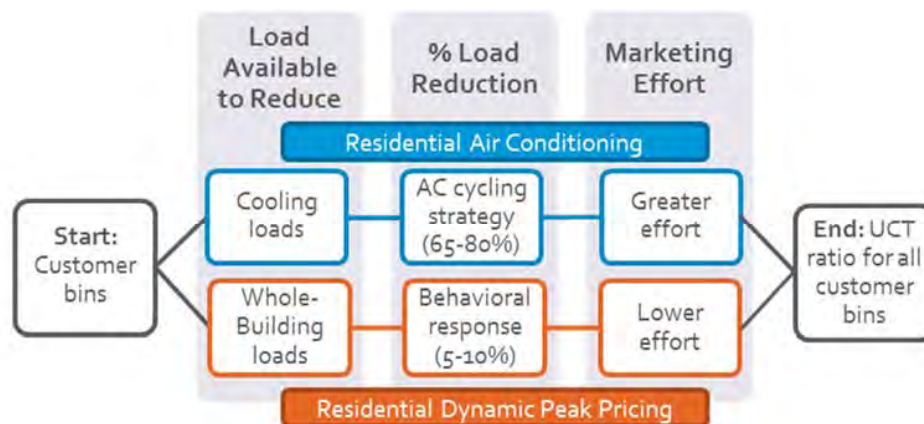 Load
Available
to Reduce
% Load
Reduction
Marketing
Effort
Residential Air Conditioning
Start:
Customer
bins
Cooling
loads
AC cycling
strategy
(65-80%)
Greater
effort
End: UCT
ratio for all
customer
bins
Whole-
Building
loads
Behavioral
response
(5-10%)
Lower
effort
Residential Dynamic Peak Pricing